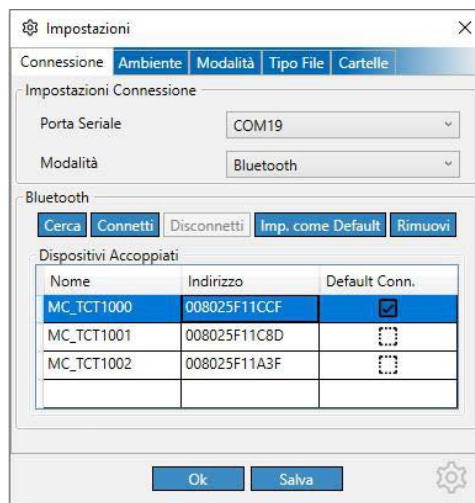 Impostazioni
Connessione Ambiente Modalità Tipo File Cartelle
Impostazioni Connessione
Porta Seriale COM19
Modalità Bluetooth
Bluetooth
Cerca Connetti Disconnetti Imp. come Default Rimuovi
Dispositivi Accoppiati
Nome Indirizzo Default Conn.
MC_TCT1000 008025F11CCF
MC_TCT1001 008025F11C8D
MC_TCT1002 008025F11A3F
Ok Salva